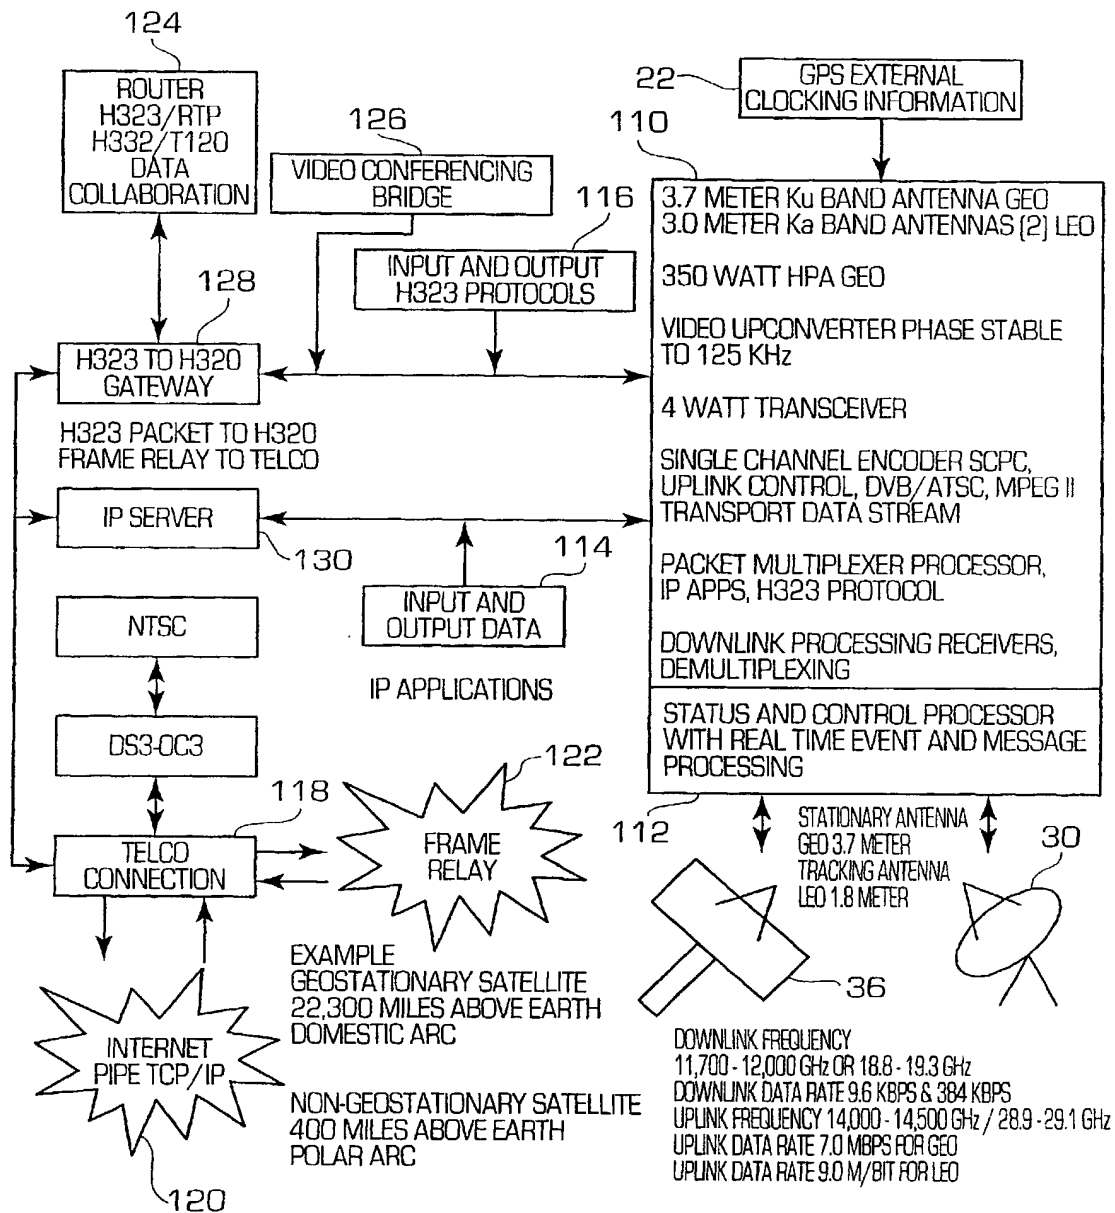 124
ROUTER
H323/RTP
H332/T120
DATA
COLLABORATION
126
VIDEO CONFERENCING
BRIDGE
22
GPS EXTERNAL
CLOCKING INFORMATION
110
116
INPUT AND OUTPUT
H323 PROTOCOLS
128
H323 TO H320
GATEWAY
H323 PACKET TO H320
FRAME RELAY TO TELCO
IP SERVER
130
114
INPUT AND
OUTPUT DATA
IP APPLICATIONS
NTSC
DS3-OC3
118
TELCO
CONNECTION
122
FRAME
RELAY
INTERNET
PIPE TCP/IP
120
3.7 METER Ku BAND ANTENNA GEO
3.0 METER Ka BAND ANTENNAS (2) LEO
350 WATT HPA GEO
VIDEO UPCONVERTER PHASE STABLE
TO 125 KHz
4 WATT TRANSCEIVER
SINGLE CHANNEL ENCODER SCPC,
UPLINK CONTROL, DVB/ATSC, MPEG II
TRANSPORT DATA STREAM
PACKET MULTIPLEXER PROCESSOR,
IP APPS, H323 PROTOCOL
DOWNLINK PROCESSING RECEIVERS,
DEMULTIPLEXING
STATUS AND CONTROL PROCESSOR
WITH REAL TIME EVENT AND MESSAGE
PROCESSING
112
STATIONARY ANTENNA
GEO 3.7 METER
TRACKING ANTENNA
LEO 1.8 METER
30
36
EXAMPLE
GEOSTATIONARY SATELLITE
22,300 MILES ABOVE EARTH
DOMESTIC ARC
NON-GEOSTATIONARY SATELLITE
400 MILES ABOVE EARTH
POLAR ARC
DOWNLINK FREQUENCY
11,700 - 12,000 GHz OR 18.8 - 19.3 GHz
DOWNLINK DATA RATE 9.6 KBPS & 384 KBPS
UPLINK FREQUENCY 14,000 - 14,500 GHz / 28.9 - 29.1 GHz
UPLINK DATA RATE 7.0 MBPS FOR GEO
UPLINK DATA RATE 9.0 M/BIT FOR LEO